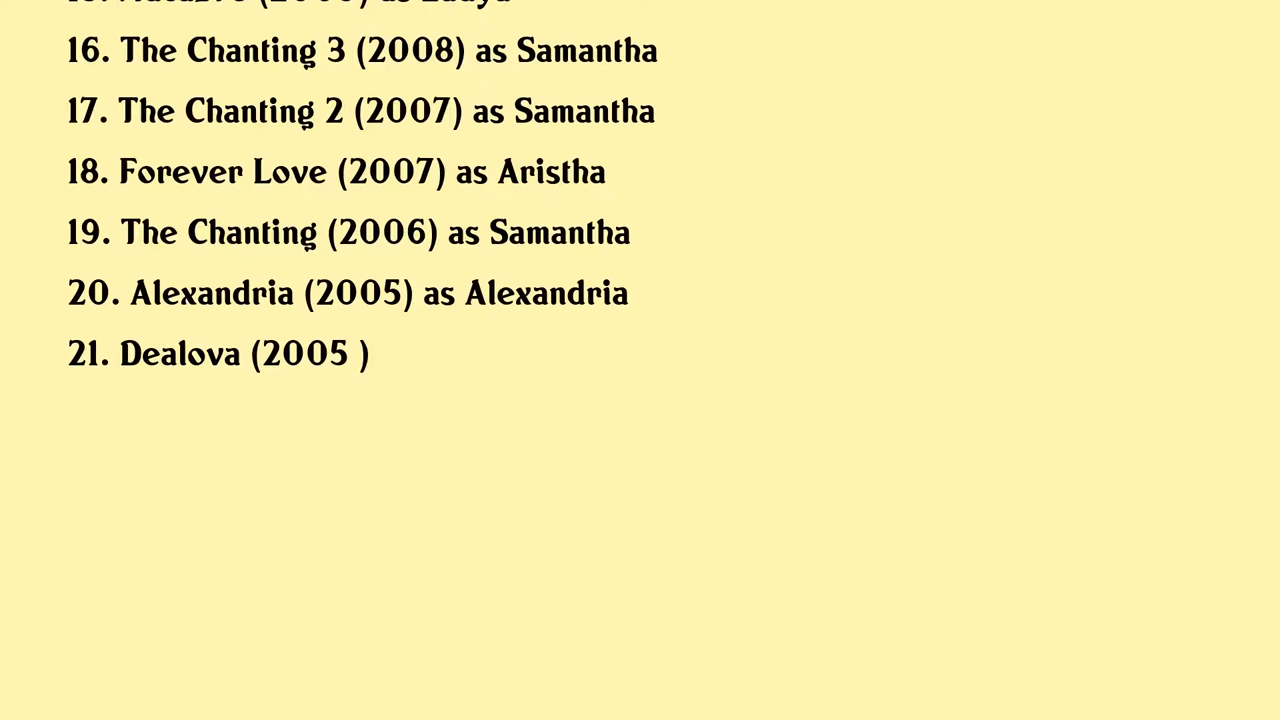 16. The Chanting 3 (2008) as Samantha
17. The Chanting 2 (2007) as Samantha
18. Forever Love (2007) as Aristha
19. The Chanting (2006) as Samantha
20. Alexandria (2005) as Alexandria
21. Dealova (2005 )